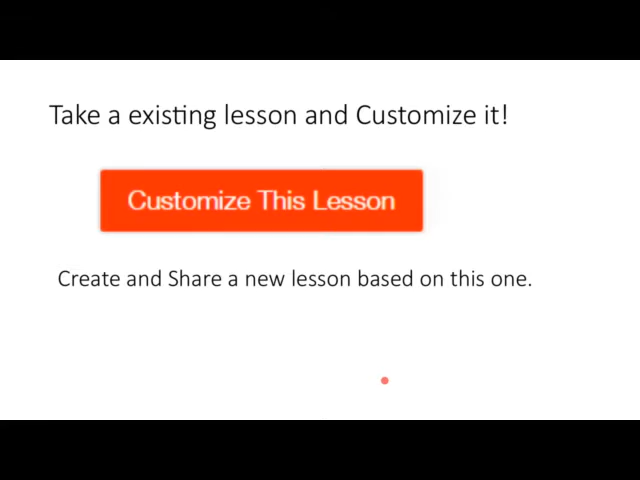 Take a existing lesson and Customize it!
Customize This Lesson
Create and Share a new lesson based on this one.